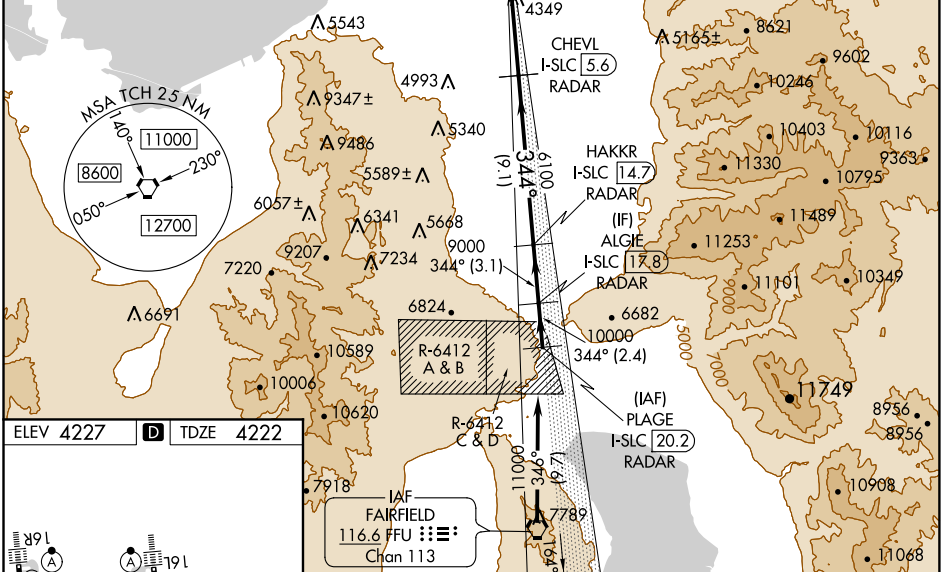 5543
4349
5165±
8621
CHEVL
I-SLC 5.6
RADAR
9602
4993
10246
MSA TCH 25 NM
140°
11000
8600
230°
050°
12700
9347±
9486
5340
10403
10116
9363
11330
10795
HAKKR
I-SLC 14.7
RADAR
344°
(9.1)
6100
5589±
6057±
6341
5668
11489
(IF)
ALGIE
I-SLC 17.8
RADAR
9207
7220
7234
9000
344° (3.1)
11253
11101
9000
10349
6691
6824
6682
10000
344° (2.4)
5000
R-6412
A & B
10589
10006
10620
(IAF)
PLAGE
I-SLC 20.2
RADAR
11749
8956
8956
R-6412
C & D
ELEV 4227 D TDZE 4222
11000
346°
(9.7)
7918
10908
IAF
FAIRFIELD
116.6 FFU
Chan 113
7789
164°
11068
16R
A
A
16L